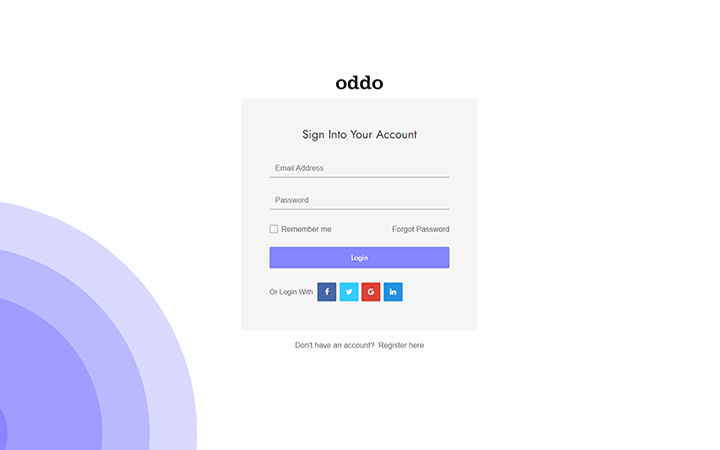 oddo
Sign Into Your Account
Email Address
Password
Remember me Forgot Password
Login
Or Login With f G in
Don't have an account? Register here